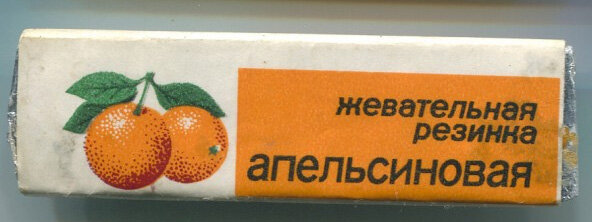 жевательная
резинка
апельсиновая